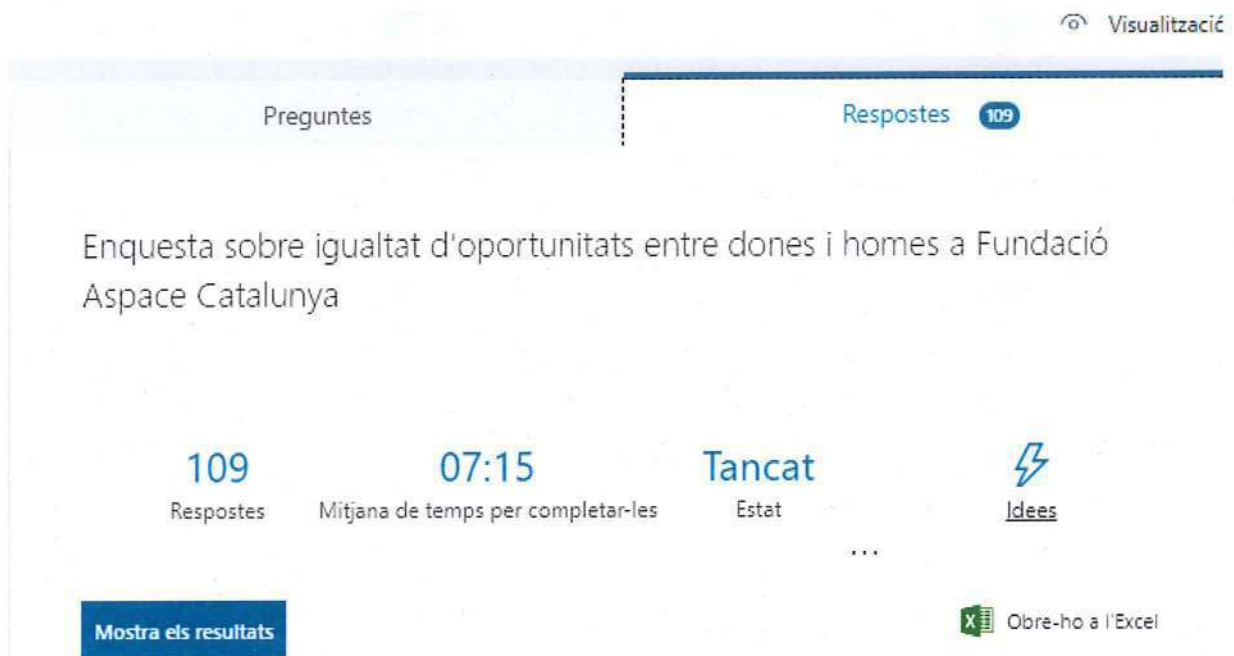 Visualització
Preguntes
Respostes 109
Enquesta sobre igualtat d'oportunitats entre dones i homes a Fundació
Aspace Catalunya
109
Respostes
07:15
Mitjana de temps per completar-les
Tancat
Estat
Idees
...
Mostra els resultats
Obre-ho a l'Excel